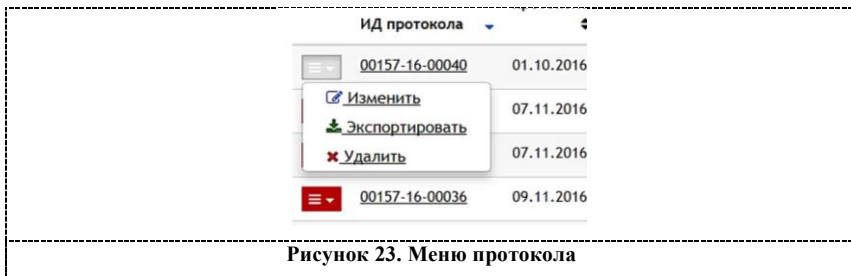 ИД протокола
00157-16-00040 01.10.2016
Изменить
07.11.2016
Экспортировать
07.11.2016
Удалить
00157-16-00036 09.11.2016
Рисунок 23. Меню протокола